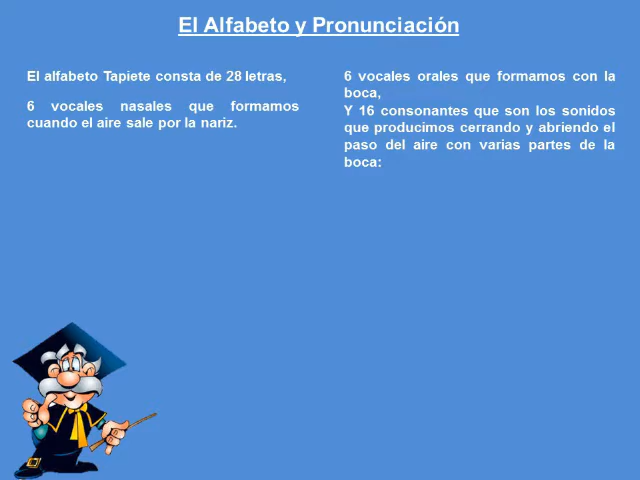 El Alfabeto y Pronunciación
El alfabeto Tapiete consta de 28 letras,
6 vocales nasales que formamos
cuando el aire sale por la nariz.
6 vocales orales que formamos con la
boca,
Y 16 consonantes que son los sonidos
que producimos cerrando y abriendo el
paso del aire con varias partes de la
boca: